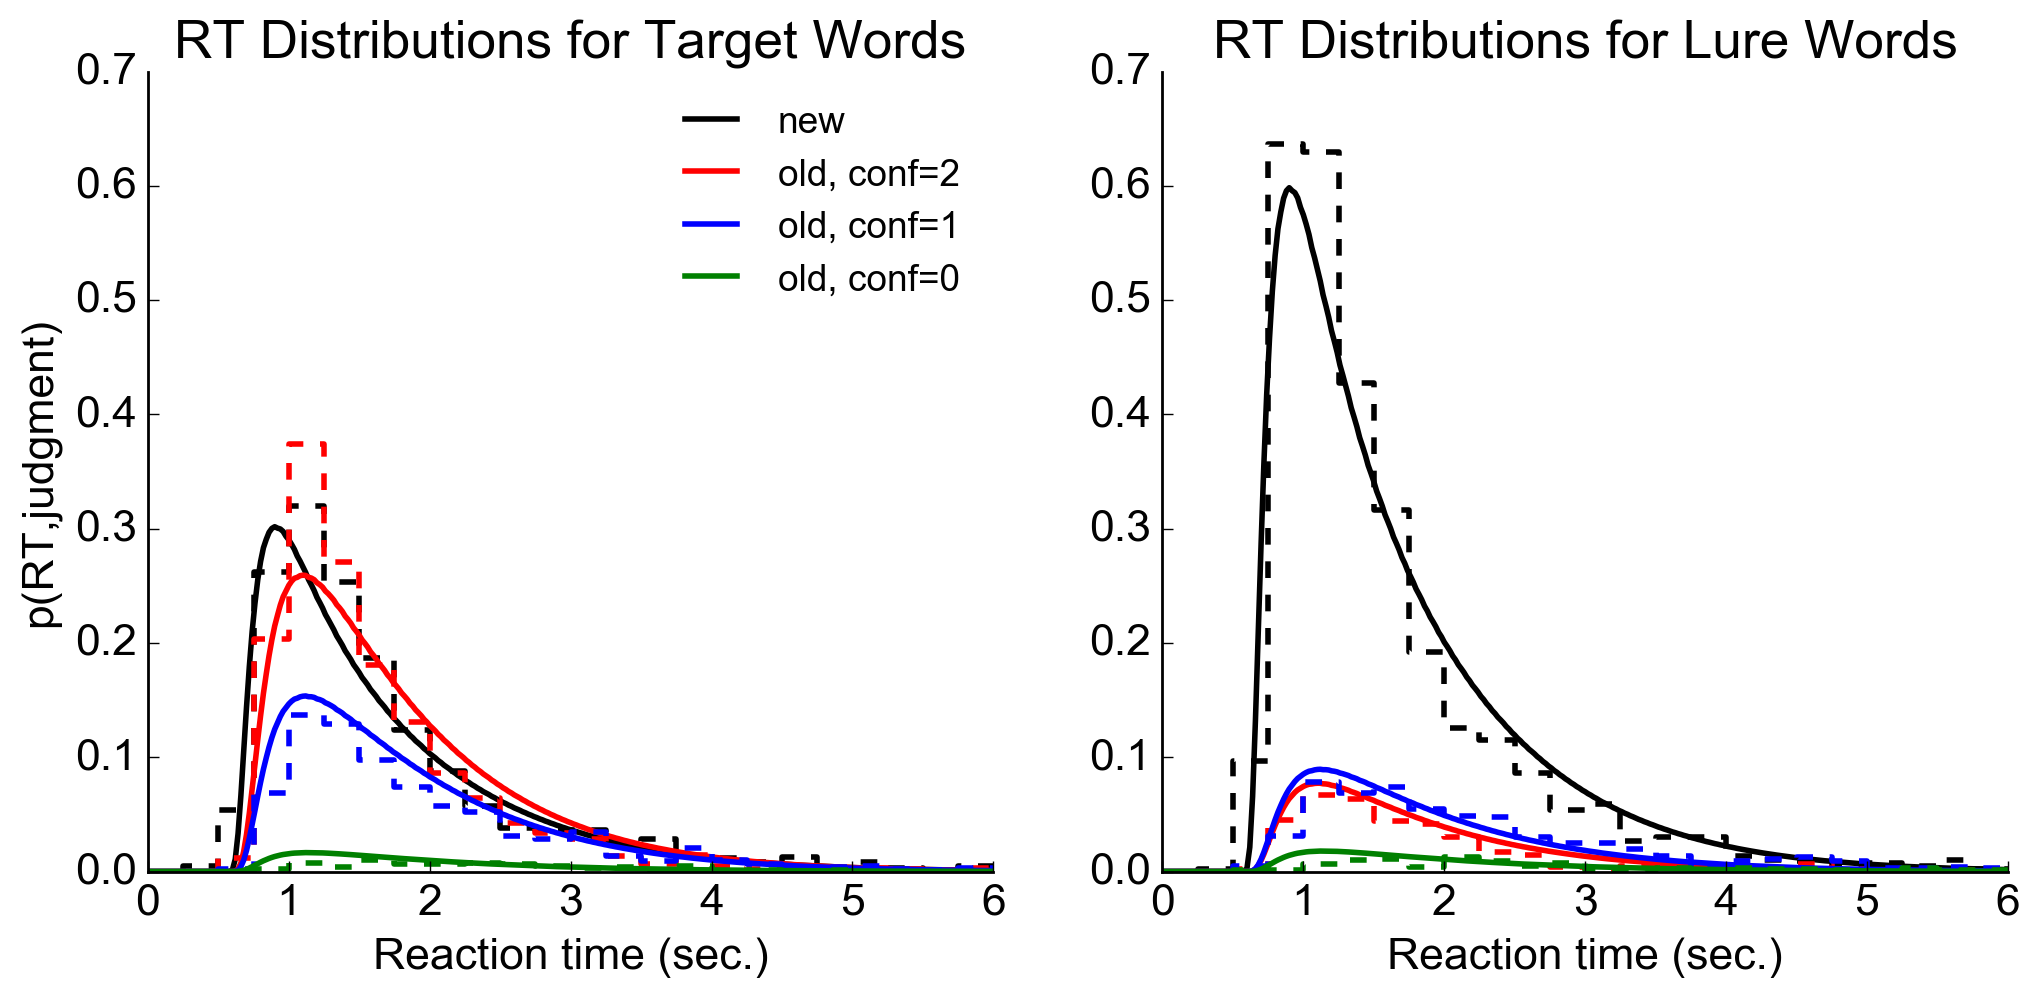 RT Distributions for Target Words
0.7
0.6
0.5
0.4
0.3
0.2
0.1
0.0
p(RT,judgment)
new
old, conf=2
old, conf=1
old, conf=0
0 1 2 3 4 5 6
Reaction time (sec.)
RT Distributions for Lure Words
0.7
0.6
0.5
0.4
0.3
0.2
0.1
0.0
0 1 2 3 4 5 6
Reaction time (sec.)